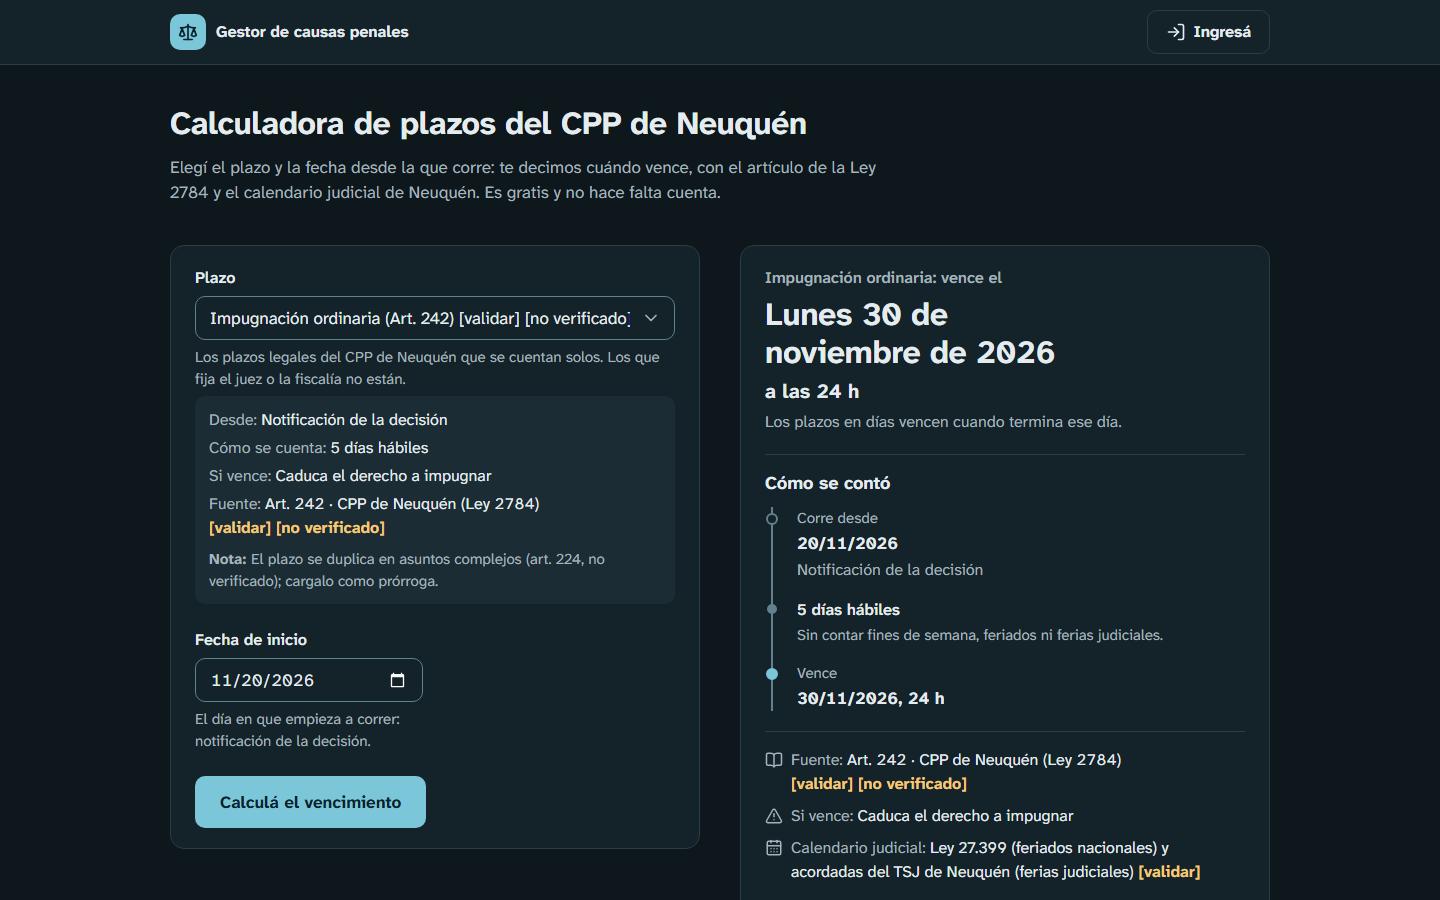 Gestor de causas penales
Ingresá
Calculadora de plazos del CPP de Neuquén
Elegí el plazo y la fecha desde la que corre: te decimos cuándo vence, con el artículo de la Ley
2784 y el calendario judicial de Neuquén. Es gratis y no hace falta cuenta.
Plazo
Impugnación ordinaria (Art. 242) [validar] [no verificado]
Los plazos legales del CPP de Neuquén que se cuentan solos. Los que
fija el juez o la fiscalía no están.
Desde: Notificación de la decisión
Cómo se cuenta: 5 días hábiles
Si vence: Caduca el derecho a impugnar
Fuente: Art. 242 · CPP de Neuquén (Ley 2784)
[validar] [no verificado]
Nota: El plazo se duplica en asuntos complejos (art. 224, no
verificado); cargalo como prórroga.
Fecha de inicio
11/20/2026
El día en que empieza a correr:
notificación de la decisión.
Calculá el vencimiento
Impugnación ordinaria: vence el
Lunes 30 de
noviembre de 2026
a las 24 h
Los plazos en días vencen cuando termina ese día.
Cómo se contó
Corre desde
20/11/2026
Notificación de la decisión
5 días hábiles
Sin contar fines de semana, feriados ni ferias judiciales.
Vence
30/11/2026, 24 h
Fuente: Art. 242 · CPP de Neuquén (Ley 2784)
[validar] [no verificado]
Si vence: Caduca el derecho a impugnar
Calendario judicial: Ley 27.399 (feriados nacionales) y
acordadas del TSJ de Neuquén (ferias judiciales) [validar]